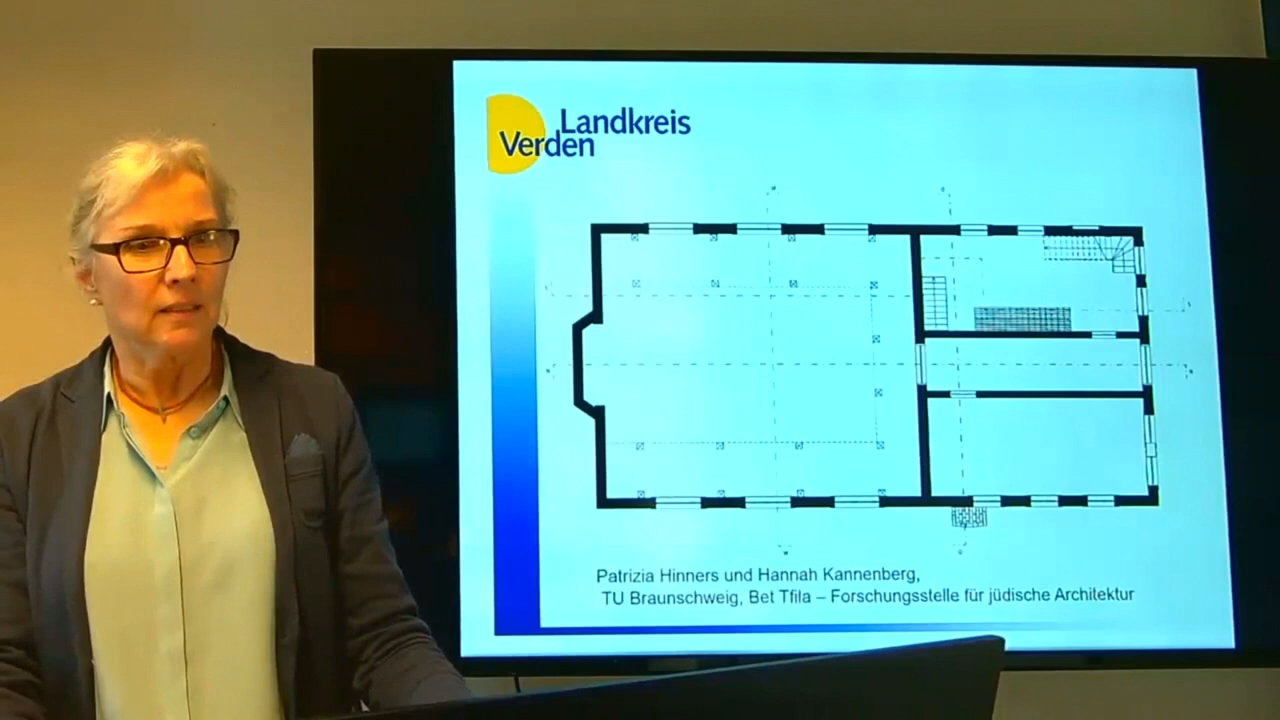 Landkreis
Verden
Patrizia Hinners und Hannah Kannenberg,
TU Braunschweig, Bet Tfila – Forschungsstelle für jüdische Architektur